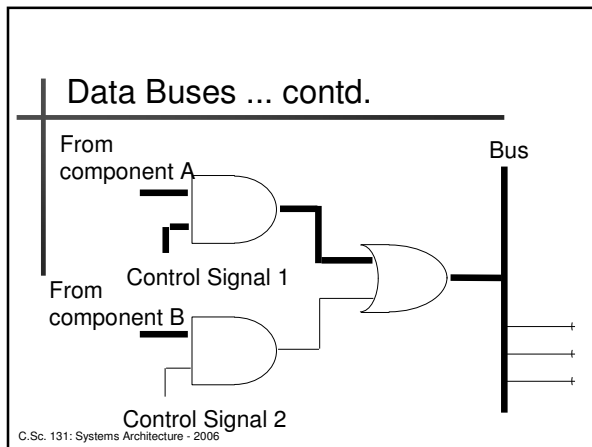 Data Buses ... contd.
From
component A
Bus
Control Signal 1
From
component B
Control Signal 2
C.Sc. 131: Systems Architecture - 2006